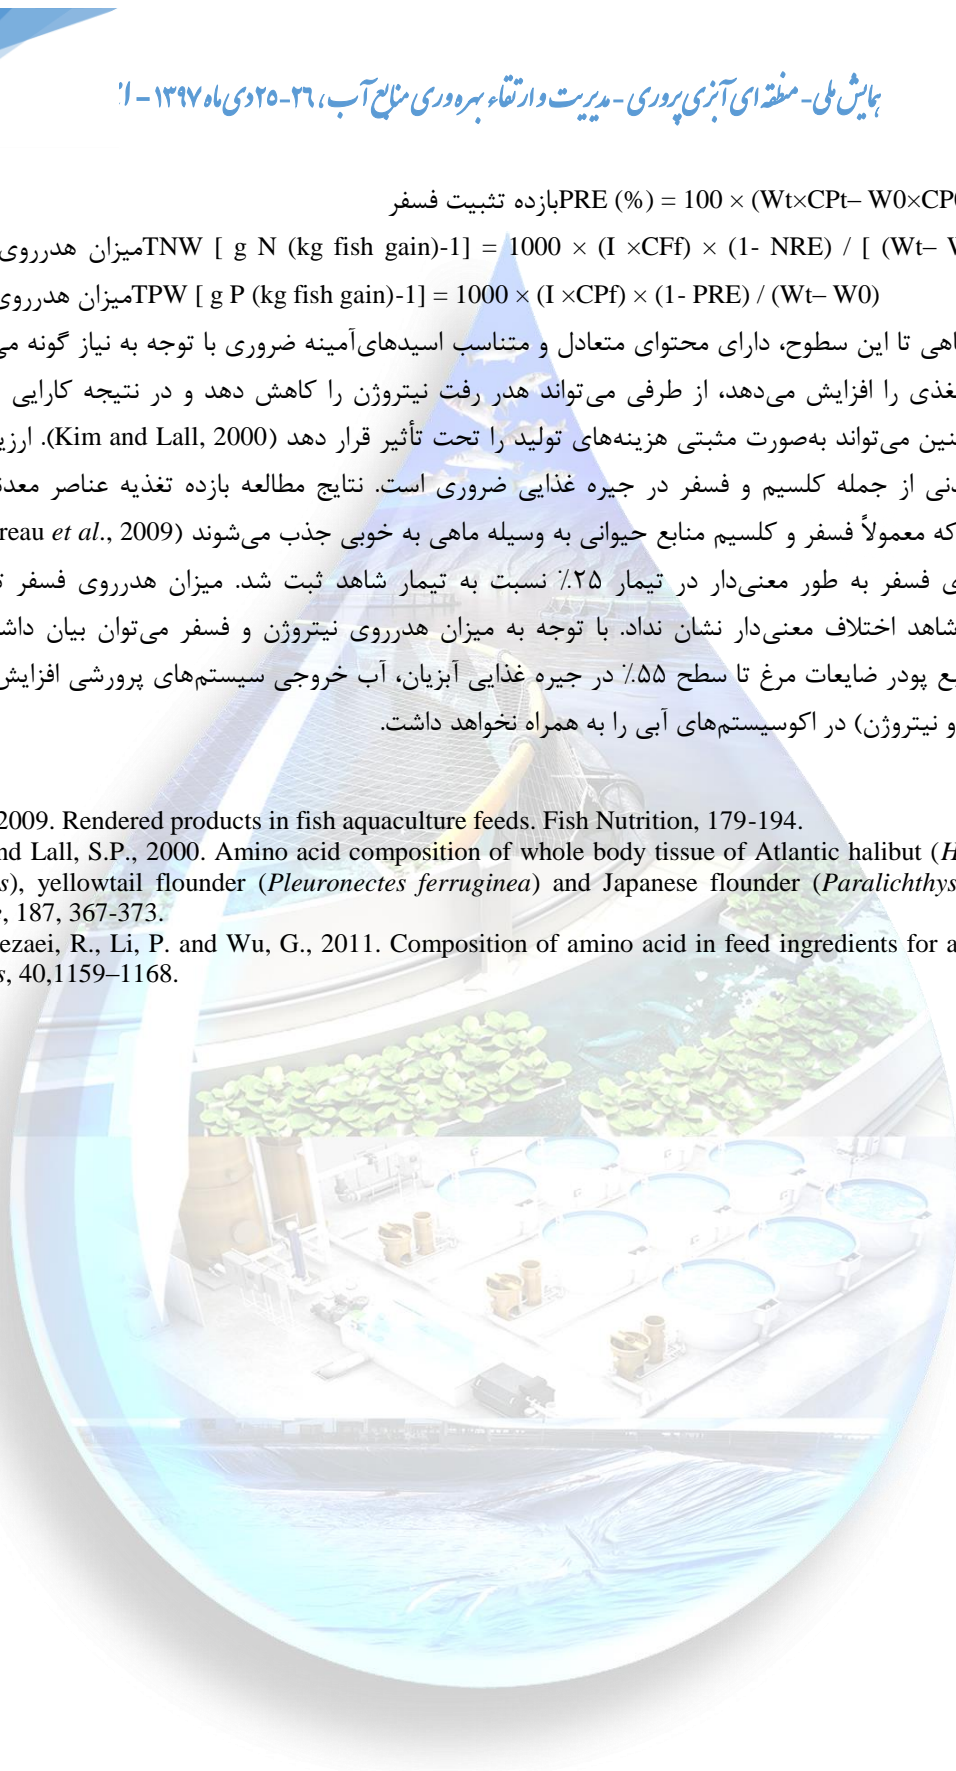 همایش ملی- منطقه ای آبزی پروری - مدیریت و ارتقاء بهره وری منابع آب، ۲۶-۲۵ دی ماه ۱۳۹۷ –
بازده تثبیت فسفر PRE (%) = 100 × (Wt×CPt– W0×CP
میزان هدرروی TNW [ g N (kg fish gain)-1] = 1000 × (I ×CFf) × (1- NRE) / [ (Wt–
میزان هدرروی TPW [ g P (kg fish gain)-1] = 1000 × (I ×CPf) × (1- PRE) / (Wt– W0)
اهی تا این سطوح، دارای محتوای متعادل و متناسب اسیدهای‌آمینه ضروری با توجه به نیاز گونه می
غذی را افزایش می‌دهد، از طرفی می‌تواند هدر رفت نیتروژن را کاهش دهد و در نتیجه کارایی
نین می‌تواند به‌صورت مثبتی هزینه‌های تولید را تحت تأثیر قرار دهد (Kim and Lall, 2000). ارزی
دنی از جمله کلسیم و فسفر در جیره غذایی ضروری است. نتایج مطالعه بازده تغذیه عناصر معد
که معمولاً فسفر و کلسیم منابع حیوانی به وسیله ماهی به خوبی جذب می‌شوند (reau et al., 2009
ی فسفر به طور معنی‌دار در تیمار ۲۵٪ نسبت به تیمار شاهد ثبت شد. میزان هدرروی فسفر ت
شاهد اختلاف معنی‌دار نشان نداد. با توجه به میزان هدرروی نیتروژن و فسفر می‌توان بیان داش
بع پودر ضایعات مرغ تا سطح ۵۵٪ در جیره غذایی آبزیان، آب خروجی سیستم‌های پرورشی افزایش
و نیتروژن) در اکوسیستم‌های آبی را به همراه نخواهد داشت.
2009. Rendered products in fish aquaculture feeds. Fish Nutrition, 179-194.
nd Lall, S.P., 2000. Amino acid composition of whole body tissue of Atlantic halibut (H
s), yellowtail flounder (Pleuronectes ferruginea) and Japanese flounder (Paralichthys
, 187, 367-373.
ezaei, R., Li, P. and Wu, G., 2011. Composition of amino acid in feed ingredients for a
s, 40,1159–1168.